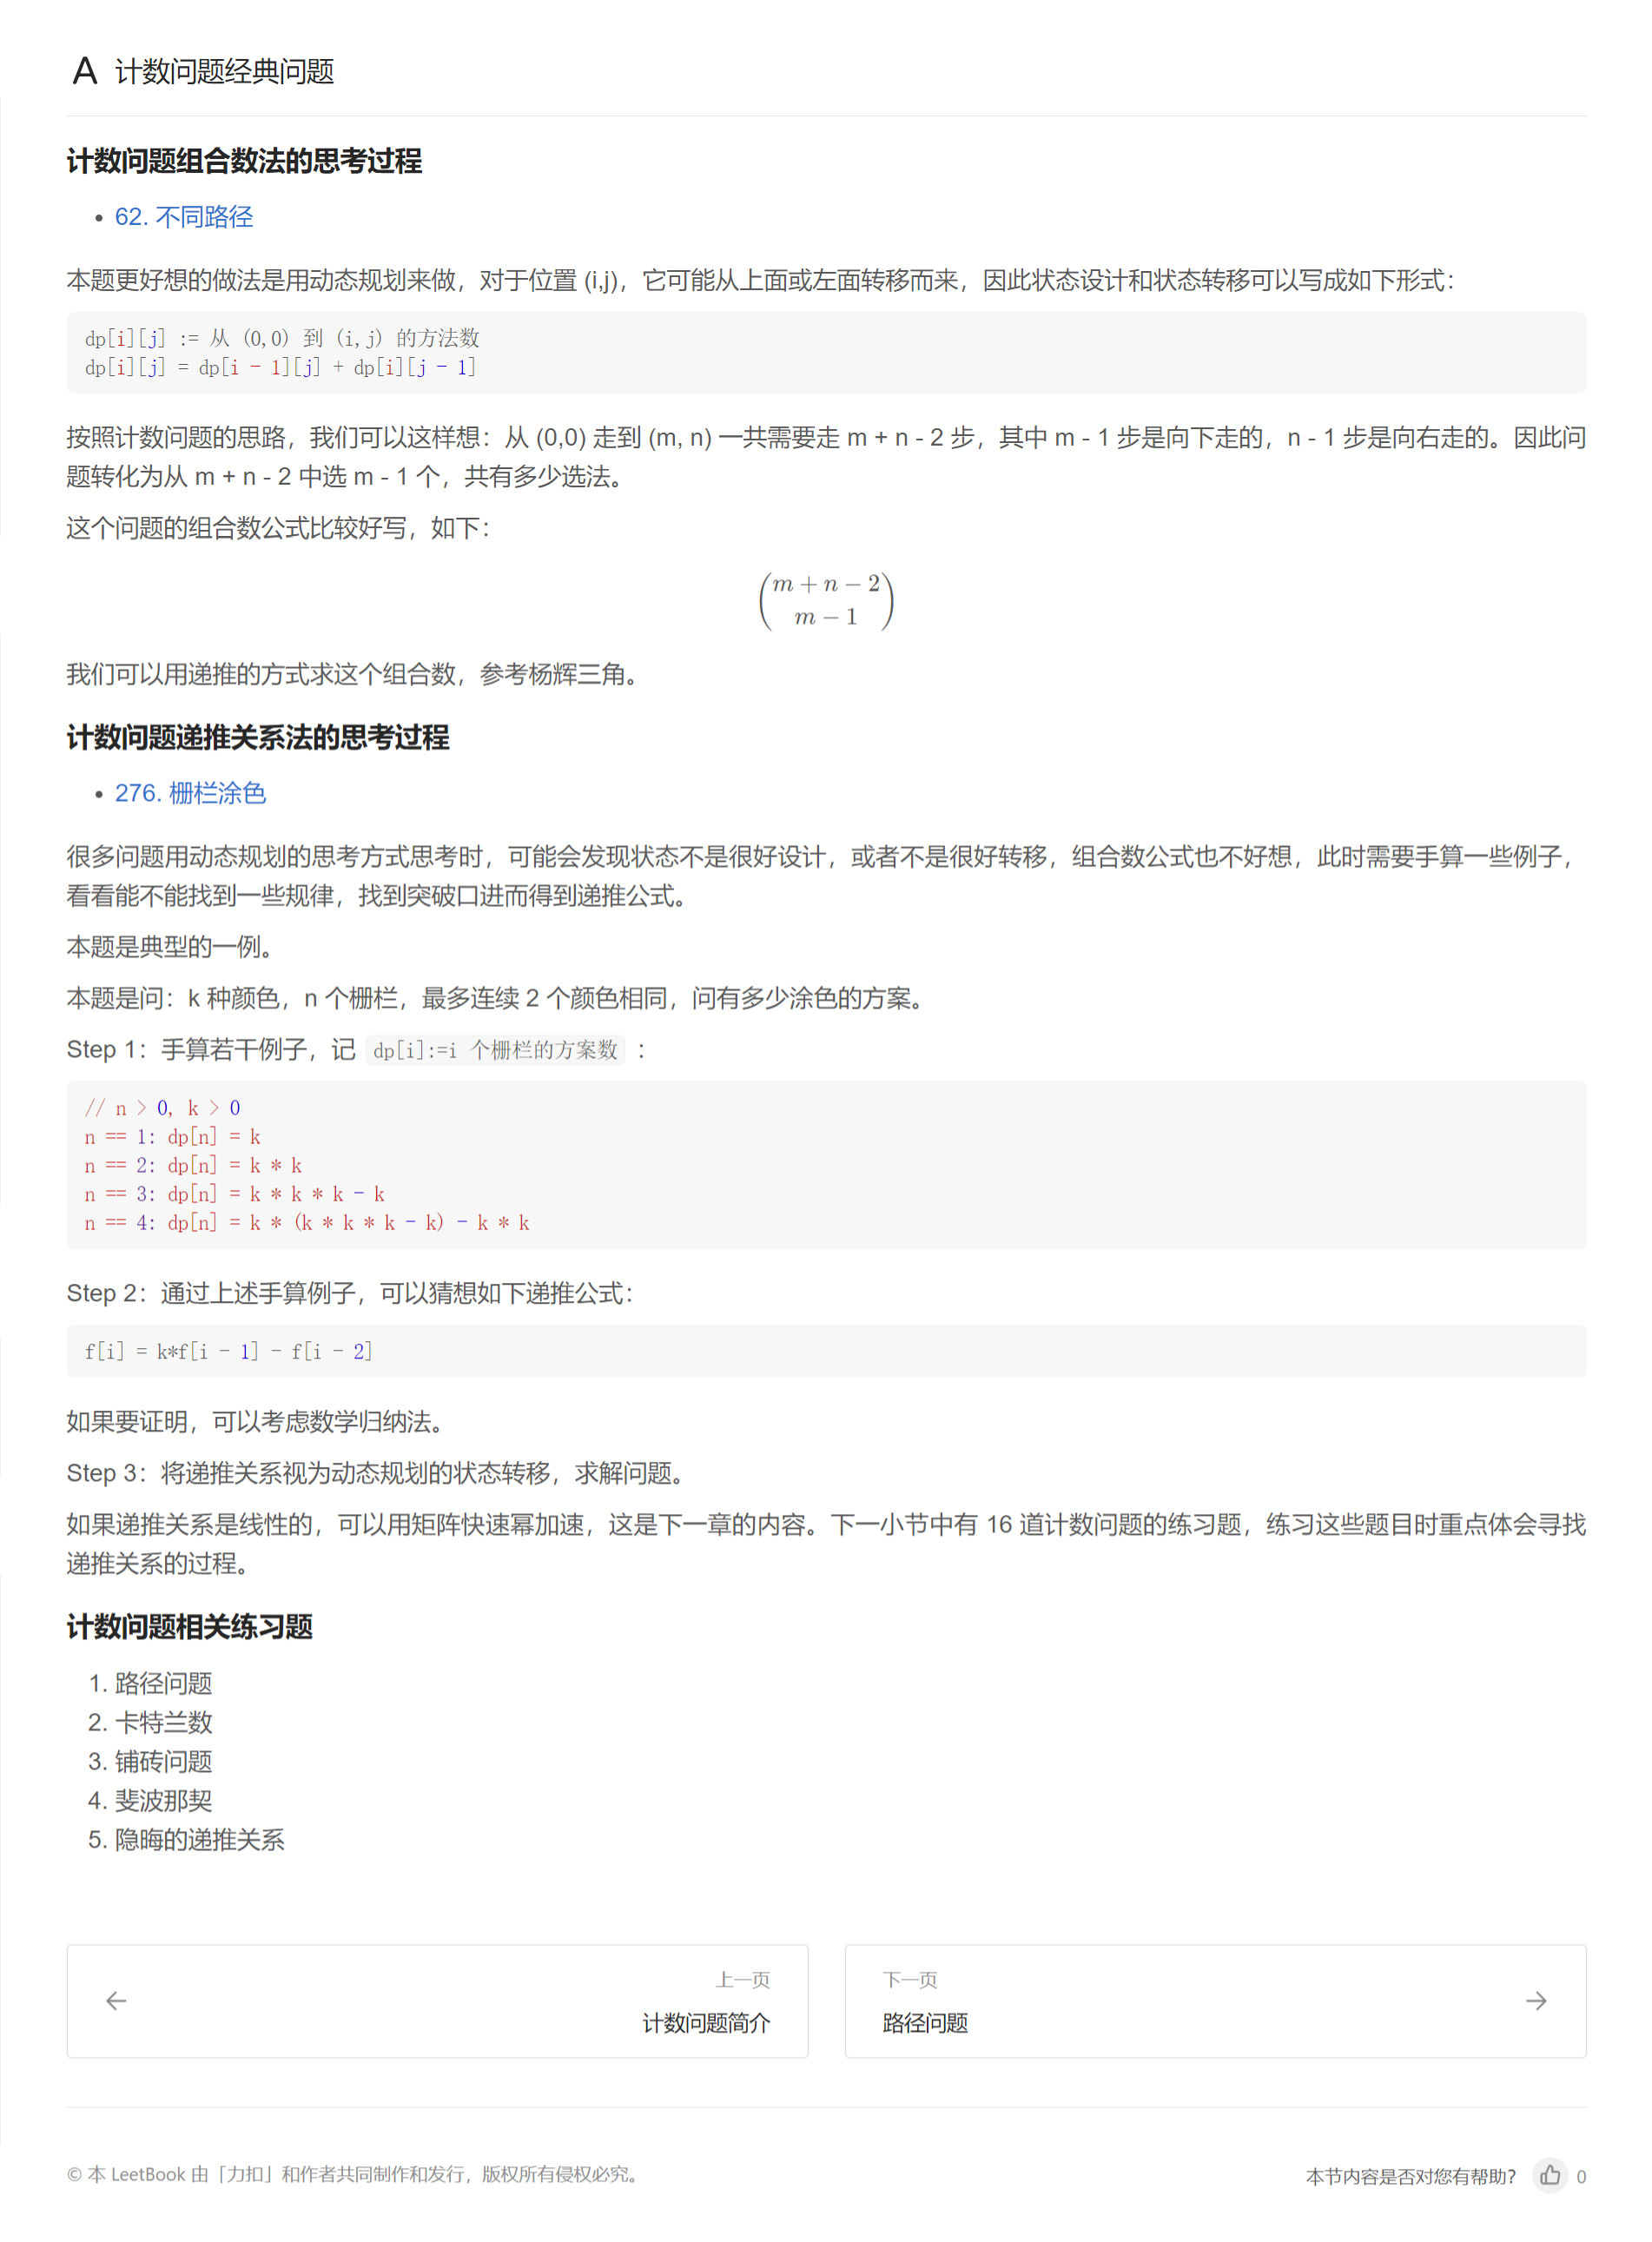 A 计数问题经典问题
计数问题组合数法的思考过程
• 62. 不同路径
本题更好想的做法是用动态规划来做，对于位置 (i,j)，它可能从上面或左面转移而来，因此状态设计和状态转移可以写成如下形式：
dp[i][j] := 从 (0,0) 到 (i,j) 的方法数
dp[i][j] = dp[i - 1][j] + dp[i][j - 1]
按照计数问题的思路，我们可以这样想：从 (0,0) 走到 (m, n) 一共需要走 m + n - 2 步，其中 m - 1 步是向下走的，n - 1 步是向右走的。因此问
题转化为从 m + n - 2 中选 m - 1 个，共有多少选法。
这个问题的组合数公式比较好写，如下：
m + n − 2
m − 1
我们可以用递推的方式求这个组合数，参考杨辉三角。
计数问题递推关系法的思考过程
• 276. 栅栏涂色
很多问题用动态规划的思考方式思考时，可能会发现状态不是很好设计，或者不是很好转移，组合数公式也不好想，此时需要手算一些例子，
看看能不能找到一些规律，找到突破口进而得到递推公式。
本题是典型的一例。
本题是问：k 种颜色，n 个栅栏，最多连续 2 个颜色相同，问有多少涂色的方案。
Step 1：手算若干例子，记 dp[i]:=i 个栅栏的方案数 ：
// n > 0, k > 0
n == 1: dp[n] = k
n == 2: dp[n] = k * k
n == 3: dp[n] = k * k * k - k
n == 4: dp[n] = k * (k * k * k - k) - k * k
Step 2：通过上述手算例子，可以猜想如下递推公式：
f[i] = k*f[i - 1] - f[i - 2]
如果要证明，可以考虑数学归纳法。
Step 3：将递推关系视为动态规划的状态转移，求解问题。
如果递推关系是线性的，可以用矩阵快速幂加速，这是下一章的内容。下一小节中有 16 道计数问题的练习题，练习这些题目时重点体会寻找
递推关系的过程。
计数问题相关练习题
1. 路径问题
2. 卡特兰数
3. 铺砖问题
4. 斐波那契
5. 隐晦的递推关系
上一页
计数问题简介
下一页
路径问题
© 本 LeetBook 由「力扣」和作者共同制作和发行，版权所有侵权必究。
本节内容是否对您有帮助？ 0